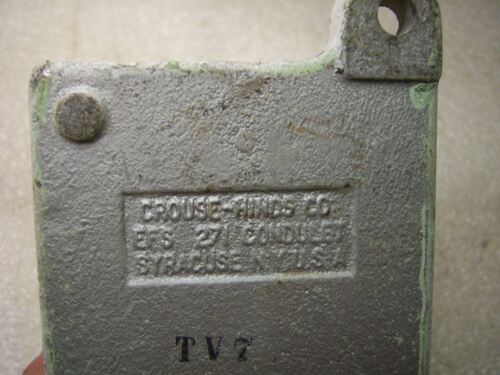 CROUSE-HINDS CO.
EFS 271 CONDULET
SYRACUSE N.Y. U.S.A
TV7